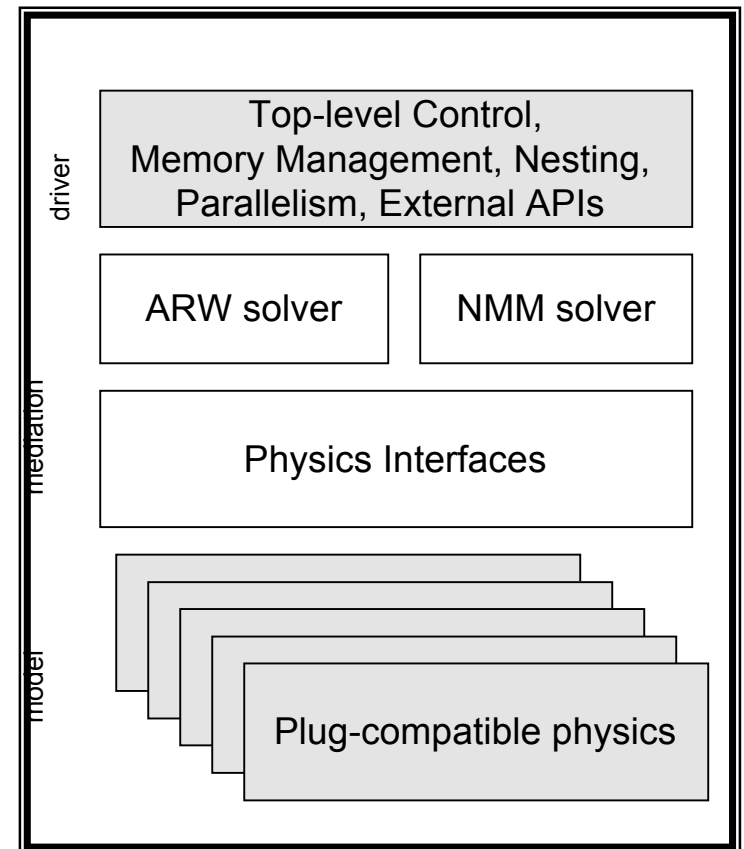 driver
Top-level Control,
Memory Management, Nesting,
Parallelism, External APIs
ARW solver
NMM solver
mediation
Physics Interfaces
model
Plug-compatible physics